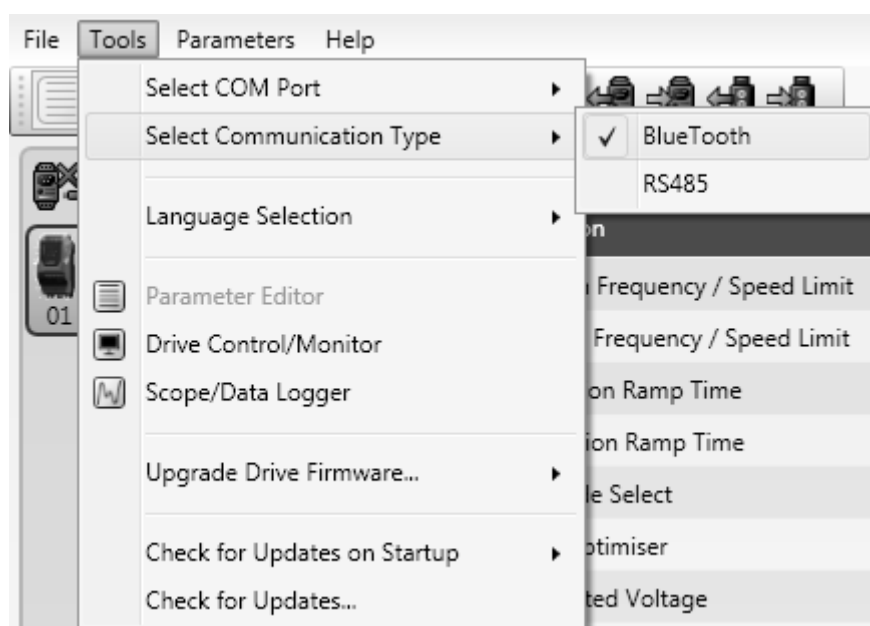 File Tools Parameters Help
Select COM Port
Select Communication Type
BlueTooth
RS485
Language Selection
Parameter Editor
Drive Control/Monitor
Scope/Data Logger
Upgrade Drive Firmware...
Check for Updates on Startup
Check for Updates...
01
on
Frequency / Speed Limit
Frequency / Speed Limit
on Ramp Time
ion Ramp Time
le Select
ptimiser
ted Voltage